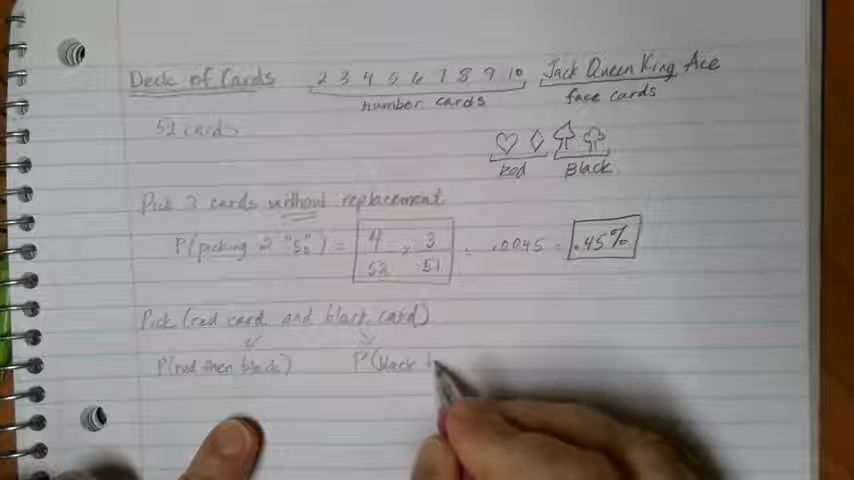 Deck of Cards 2 3 4 5 6 7 8 9 10 Jack Queen King Ace
number cards face cards
52 cards
Red Black
Pick 2 cards without replacement
P(picking 2 "5s") = 4/52 × 3/51 = .0045 = .45%
Pick (red card and black card)
P(red then black) P(black